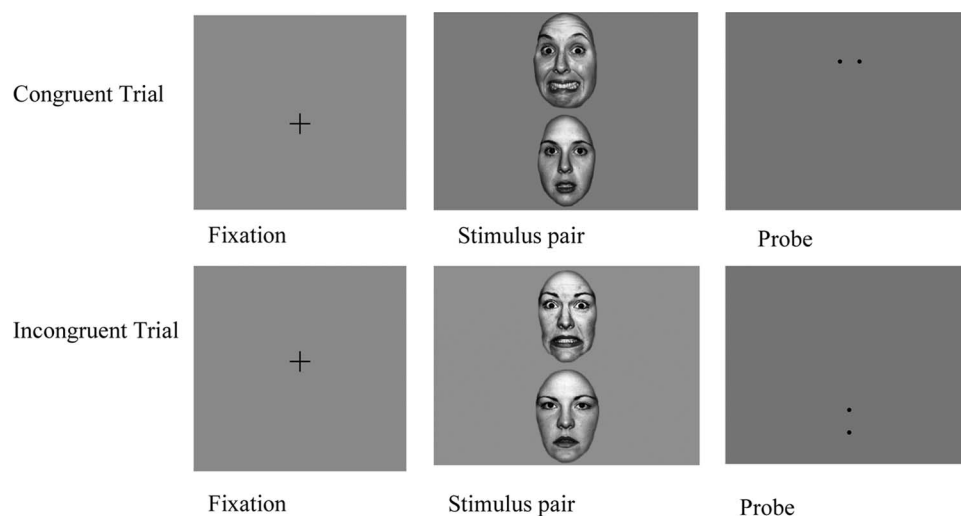 Congruent Trial
Fixation
Stimulus pair
Probe
Incongruent Trial
Fixation
Stimulus pair
Probe